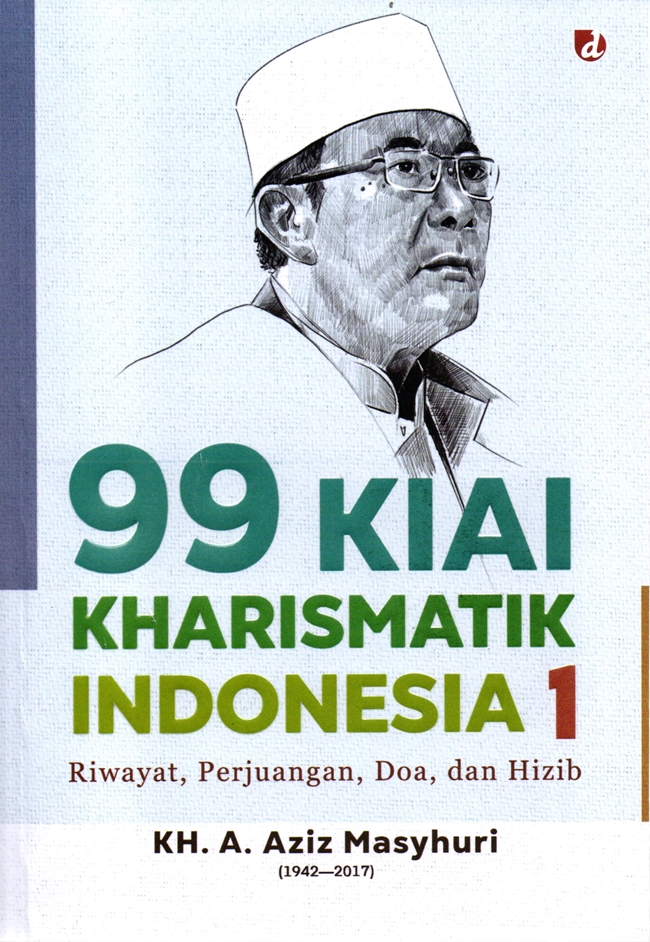 d
99 KIAI
KHARISMATIK
INDONESIA 1
Riwayat, Perjuangan, Doa, dan Hizib
KH. A. Aziz Masyhuri
(1942—2017)